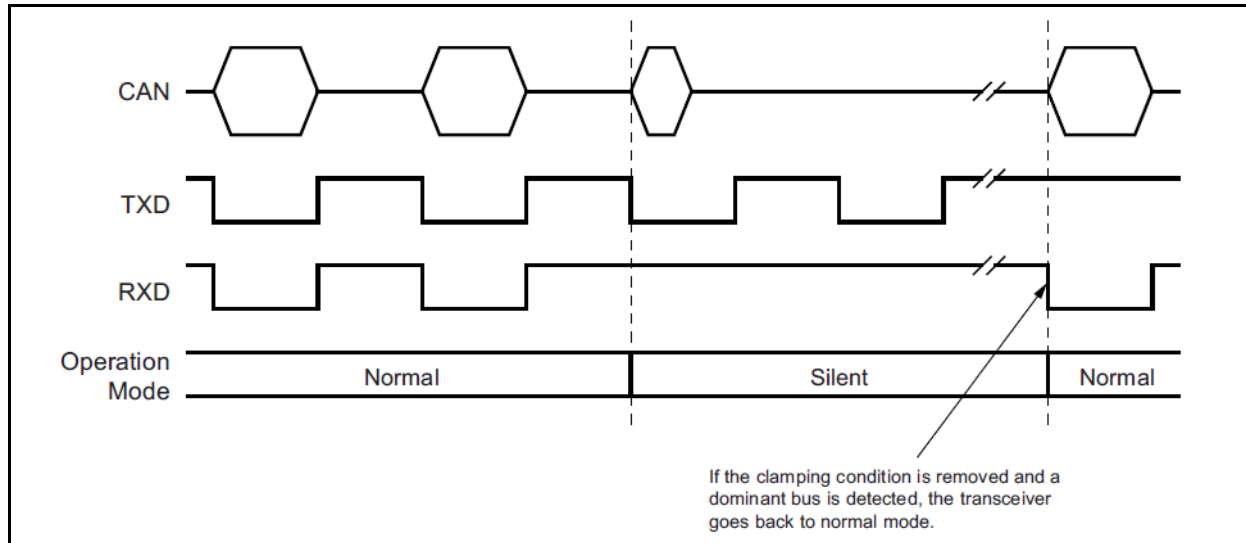 CAN
TXD
RXD
Operation
Mode
Normal
Silent
Normal
If the clamping condition is removed and a
dominant bus is detected, the transceiver
goes back to normal mode.